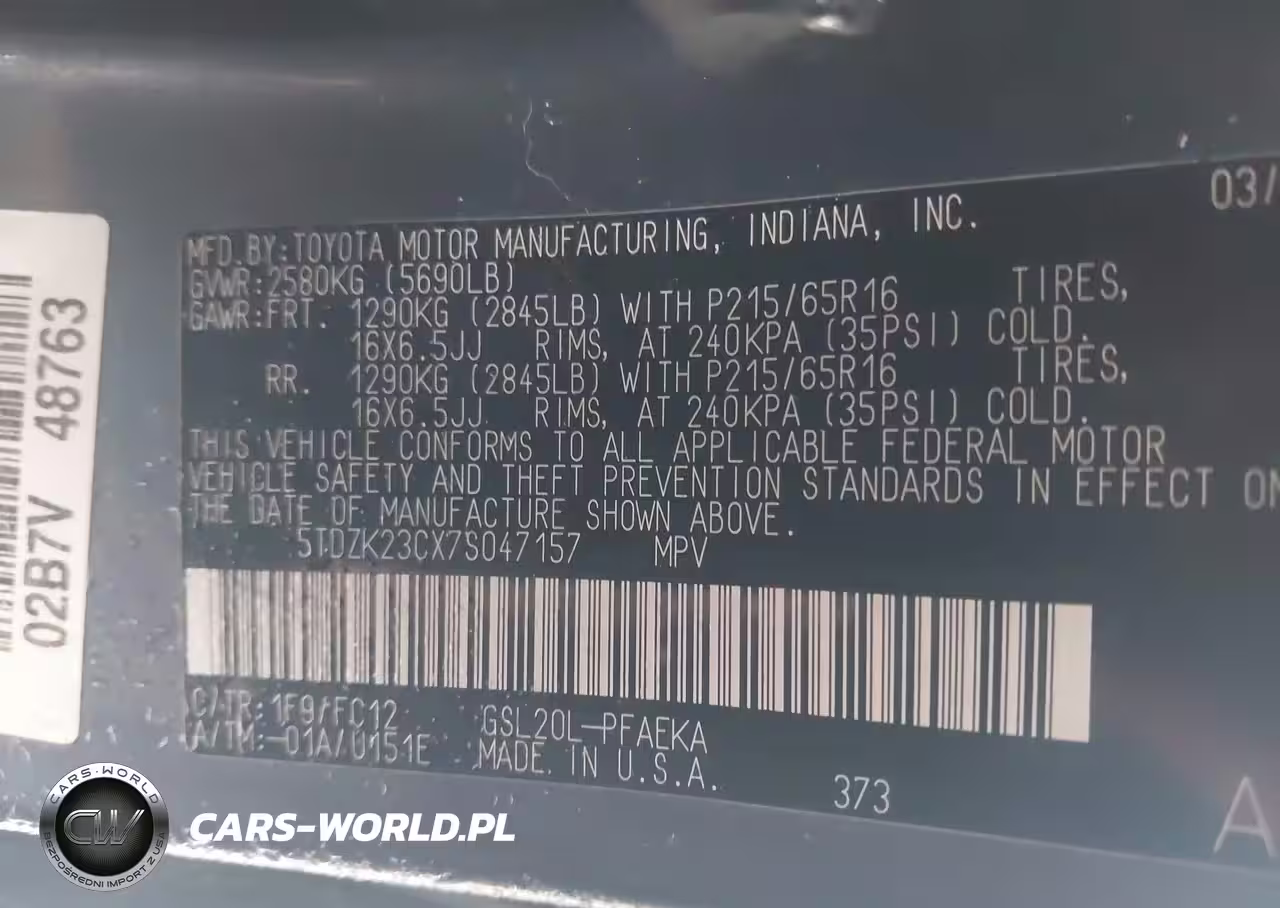 03/
MFD.BY:TOYOTA MOTOR MANUFACTURING, INDIANA, INC.
GVWR:2580KG (5690LB)
GAWR:FRT. 1290KG (2845LB) WITH P215/65R16 TIRES,
16X6.5JJ RIMS, AT 240KPA (35PSI) COLD.
RR. 1290KG (2845LB) WITH P215/65R16 TIRES,
16X6.5JJ RIMS, AT 240KPA (35PSI) COLD.
THIS VEHICLE CONFORMS TO ALL APPLICABLE FEDERAL MOTOR
VEHICLE SAFETY AND THEFT PREVENTION STANDARDS IN EFFECT ON
THE DATE OF MANUFACTURE SHOWN ABOVE.
5TDZK23CX7S047157 MPV
C/TR:1F9/FC12 GSL20L-PFAEKA
A/TM:-01A/U151E MADE IN U.S.A.
373
A
02B7V 48763
CARS-WORLD
CW
BEZPOŚREDNI IMPORT Z USA
CARS-WORLD.PL